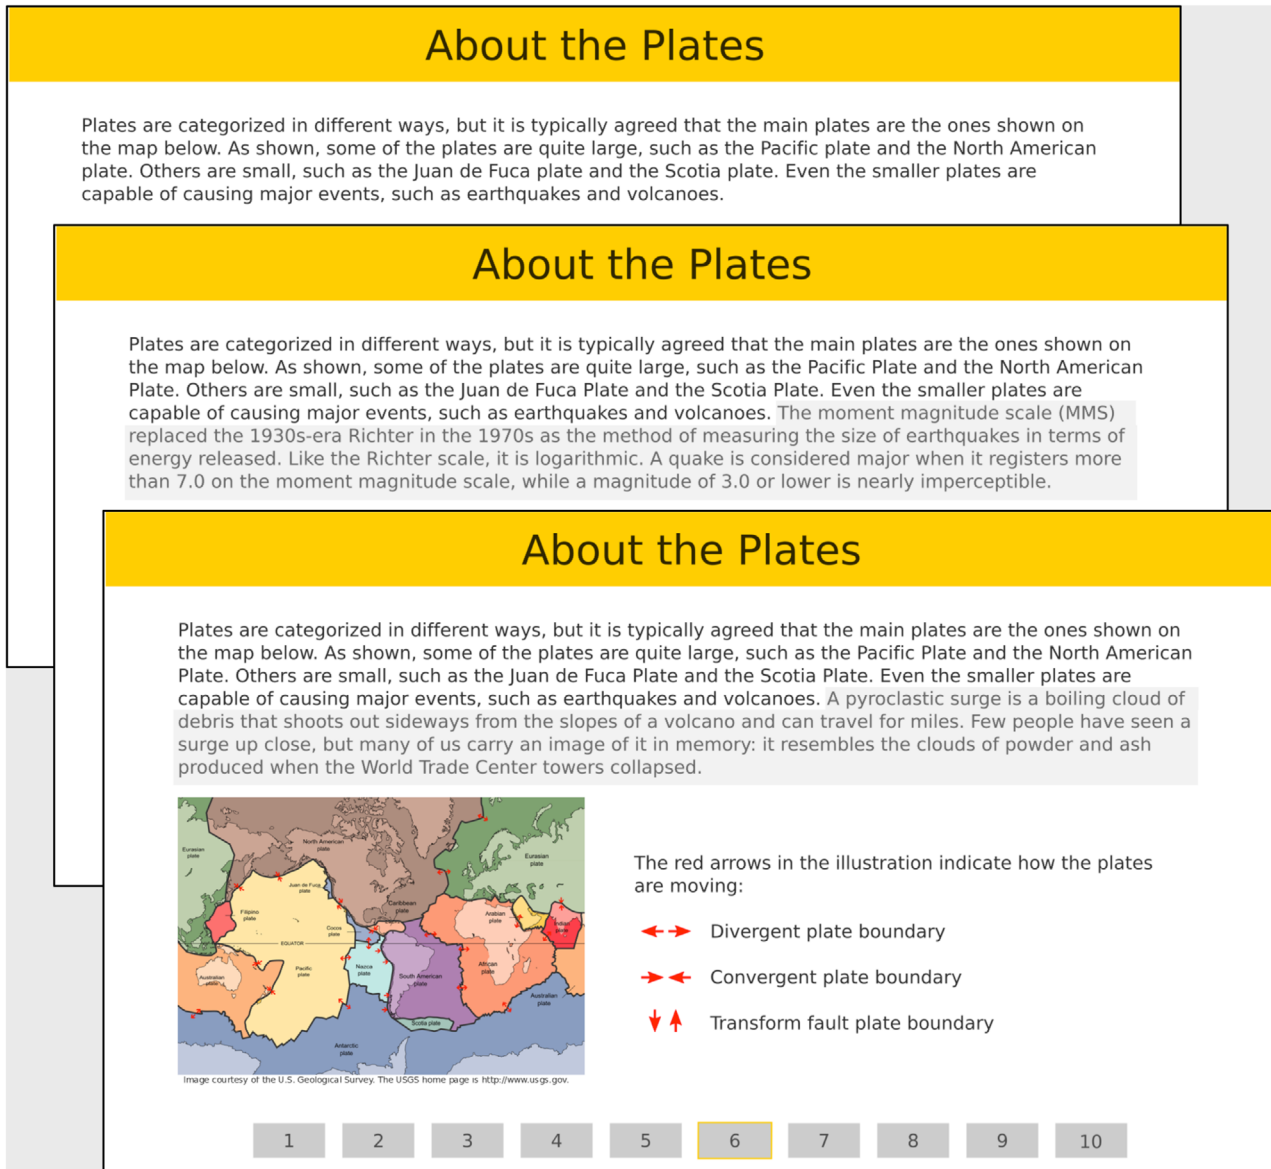 About the Plates
Plates are categorized in different ways, but it is typically agreed that the main plates are the ones shown on
the map below. As shown, some of the plates are quite large, such as the Pacific plate and the North American
plate. Others are small, such as the Juan de Fuca plate and the Scotia plate. Even the smaller plates are
capable of causing major events, such as earthquakes and volcanoes.
About the Plates
Plates are categorized in different ways, but it is typically agreed that the main plates are the ones shown on
the map below. As shown, some of the plates are quite large, such as the Pacific Plate and the North American
Plate. Others are small, such as the Juan de Fuca Plate and the Scotia Plate. Even the smaller plates are
capable of causing major events, such as earthquakes and volcanoes. The moment magnitude scale (MMS)
replaced the 1930s-era Richter in the 1970s as the method of measuring the size of earthquakes in terms of
energy released. Like the Richter scale, it is logarithmic. A quake is considered major when it registers more
than 7.0 on the moment magnitude scale, while a magnitude of 3.0 or lower is nearly imperceptible.
About the Plates
Plates are categorized in different ways, but it is typically agreed that the main plates are the ones shown on
the map below. As shown, some of the plates are quite large, such as the Pacific Plate and the North American
Plate. Others are small, such as the Juan de Fuca Plate and the Scotia Plate. Even the smaller plates are
capable of causing major events, such as earthquakes and volcanoes. A pyroclastic surge is a boiling cloud of
debris that shoots out sideways from the slopes of a volcano and can travel for miles. Few people have seen a
surge up close, but many of us carry an image of it in memory: it resembles the clouds of powder and ash
produced when the World Trade Center towers collapsed.
North American
plate
Eurasian
plate
Eurasian
plate
Juan de Fuca
plate
Caribbean
plate
Filipino
plate
Arabian
plate
Indian
plate
Cocos
plate
EQUATOR
Pacific
plate
Nazca
plate
South American
plate
African
plate
Australian
plate
Australian
plate
Scotia plate
Antarctic
plate
Image courtesy of the U.S. Geological Survey. The USGS home page is http://www.usgs.gov.
The red arrows in the illustration indicate how the plates
are moving:
Divergent plate boundary
Convergent plate boundary
Transform fault plate boundary
1 2 3 4 5 6 7 8 9 10